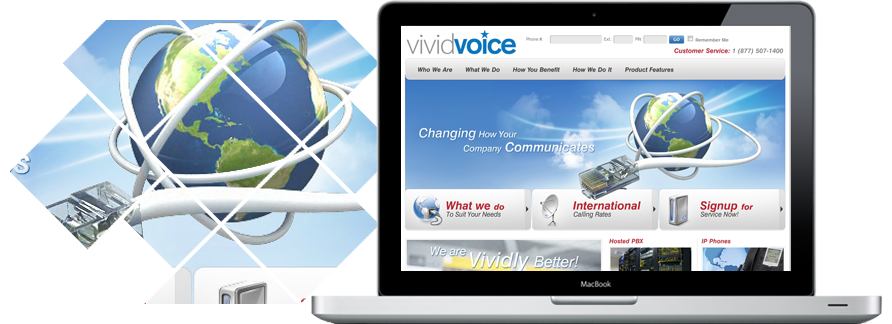 vividvoice
Phone #: Ext: PIN: GO Remember Me
Customer Service: 1 (877) 507-1400
Who We Are What We Do How You Benefit How We Do It Product Features
Changing How Your
Company Communicates
s
What we do
To Suit Your Needs
International
Calling Rates
Signup for
Service Now!
We are
Vividly Better!
Hosted PBX
IP Phones
MacBook